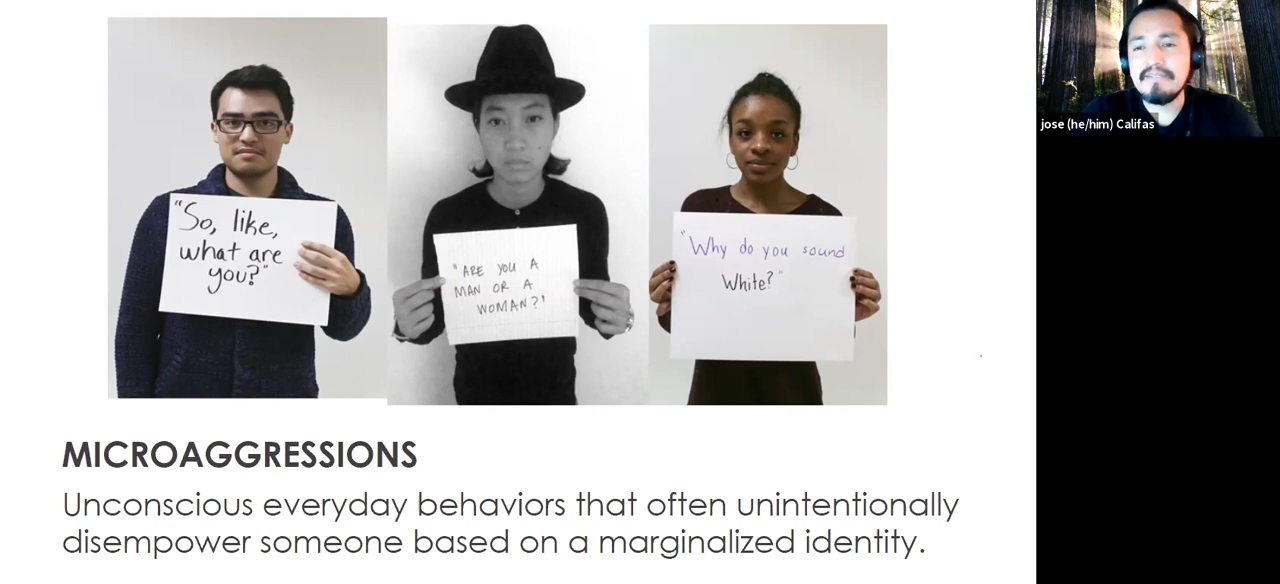 "So, like,
what are
you?"
"ARE YOU A
MAN OR A
WOMAN?"
"Why do you sound
White?"
jose (he/him) Califas
MICROAGGRESSIONS
Unconscious everyday behaviors that often unintentionally
disempower someone based on a marginalized identity.